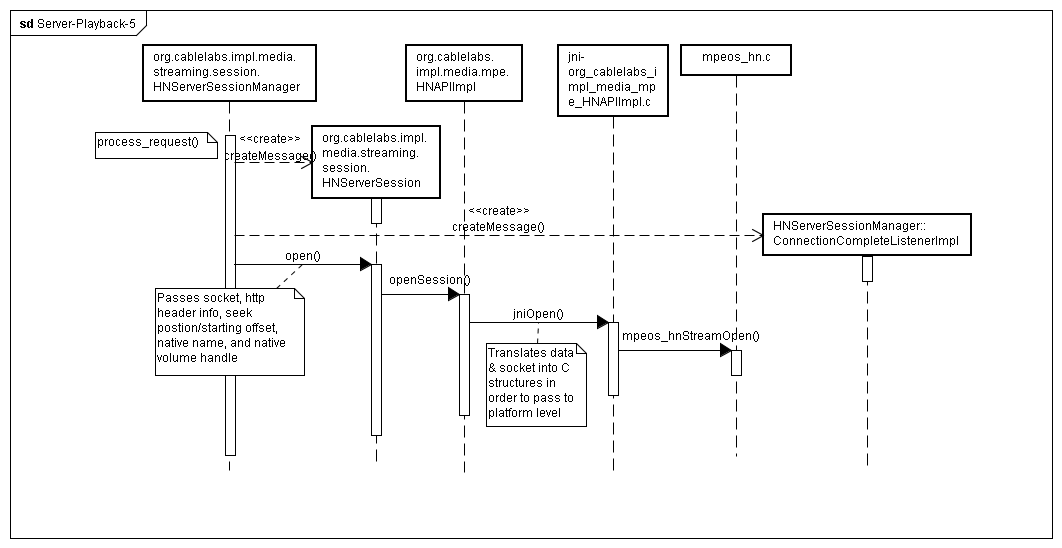 sd Server-Playback-5
org.cablelabs.impl.media.
streaming.session.
HNServerSessionManager
org.cablelabs.
impl.media.mpe.
HNAPIImpl
jni-
org_cablelabs_i
mpl_media_mp
e_HNAPIImpl.c
mpeos_hn.c
process_request()
<<create>>
createMessage()
org.cablelabs.impl.
media.streaming.
session.
HNServerSession
<<create>>
createMessage()
HNServerSessionManager::
ConnectionCompleteListenerImpl
open()
openSession()
Passes socket, http
header info, seek
postion/starting offset,
native name, and native
volume handle
jniOpen()
mpeos_hnStreamOpen()
Translates data
& socket into C
structures in
order to pass to
platform level